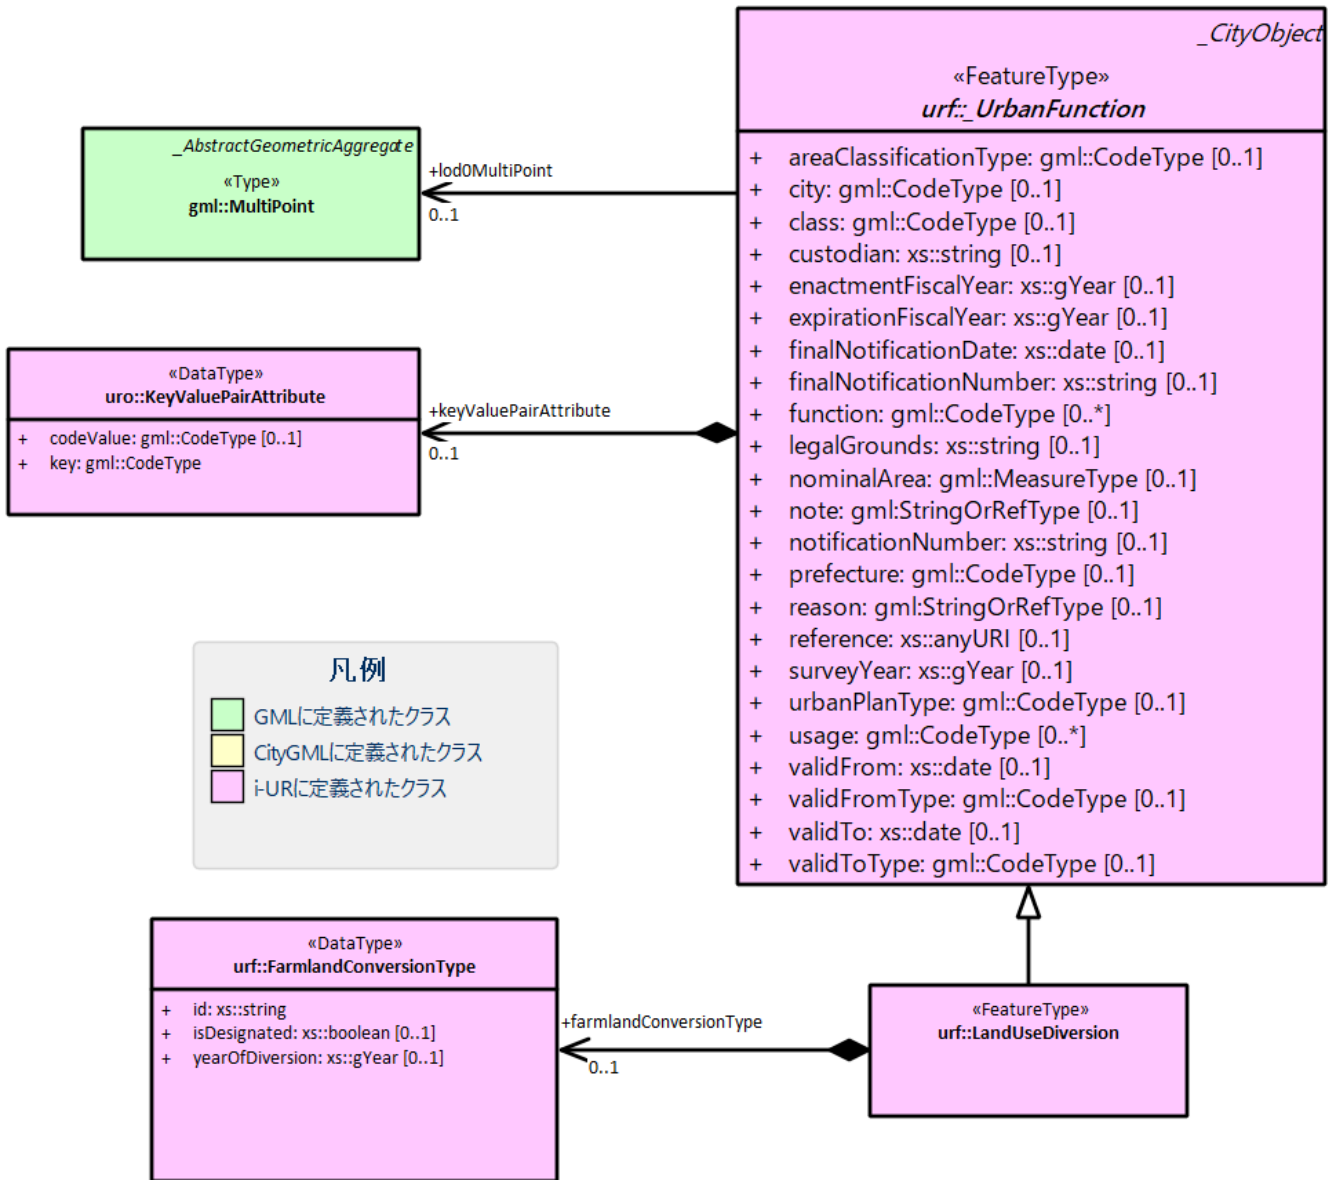 _CityObject
«FeatureType»
urf::_UrbanFunction
+ areaClassificationType: gml::CodeType [0..1]
+ city: gml::CodeType [0..1]
+ class: gml::CodeType [0..1]
+ custodian: xs::string [0..1]
+ enactmentFiscalYear: xs::gYear [0..1]
+ expirationFiscalYear: xs::gYear [0..1]
+ finalNotificationDate: xs::date [0..1]
+ finalNotificationNumber: xs::string [0..1]
+ function: gml::CodeType [0..*]
+ legalGrounds: xs::string [0..1]
+ nominalArea: gml::MeasureType [0..1]
+ note: gml:StringOrRefType [0..1]
+ notificationNumber: xs::string [0..1]
+ prefecture: gml::CodeType [0..1]
+ reason: gml:StringOrRefType [0..1]
+ reference: xs::anyURI [0..1]
+ surveyYear: xs::gYear [0..1]
+ urbanPlanType: gml::CodeType [0..1]
+ usage: gml::CodeType [0..*]
+ validFrom: xs::date [0..1]
+ validFromType: gml::CodeType [0..1]
+ validTo: xs::date [0..1]
+ validToType: gml::CodeType [0..1]
_AbstractGeometricAggregate
«Type»
gml::MultiPoint
+lod0MultiPoint
0..1
«DataType»
uro::KeyValuePairAttribute
+ codeValue: gml::CodeType [0..1]
+ key: gml::CodeType
+keyValuePairAttribute
0..1
凡例
GMLに定義されたクラス
CityGMLに定義されたクラス
i-URに定義されたクラス
«DataType»
urf::FarmlandConversionType
+ id: xs::string
+ isDesignated: xs::boolean [0..1]
+ yearOfDiversion: xs::gYear [0..1]
+farmlandConversionType
0..1
«FeatureType»
urf::LandUseDiversion